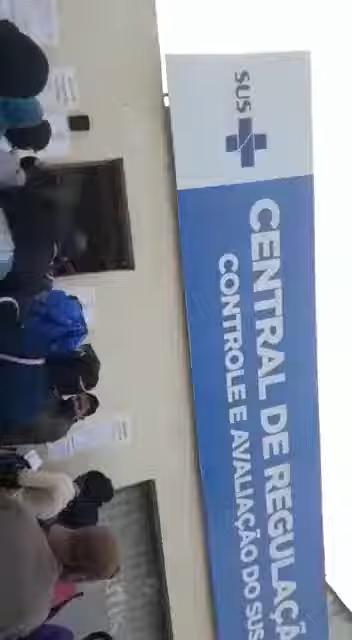 SUS
CENTRAL DE REGULAÇÃ
CONTROLE E AVALIAÇÃO DO SUS